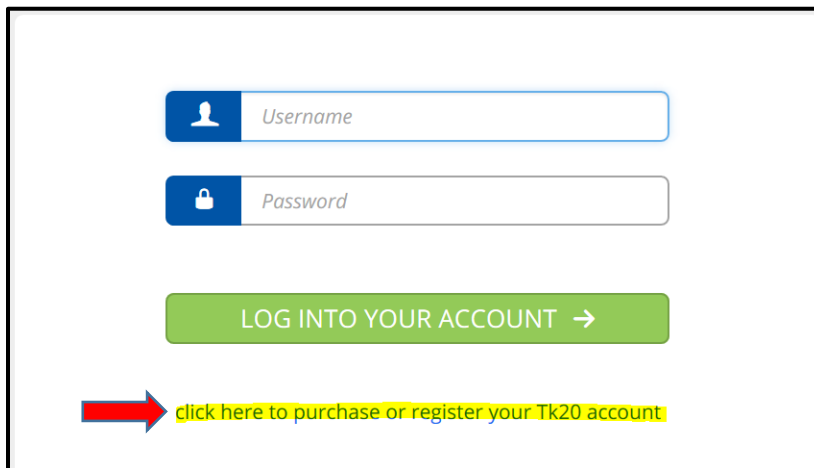 Username
Password
LOG INTO YOUR ACCOUNT →
click here to purchase or register your Tk20 account